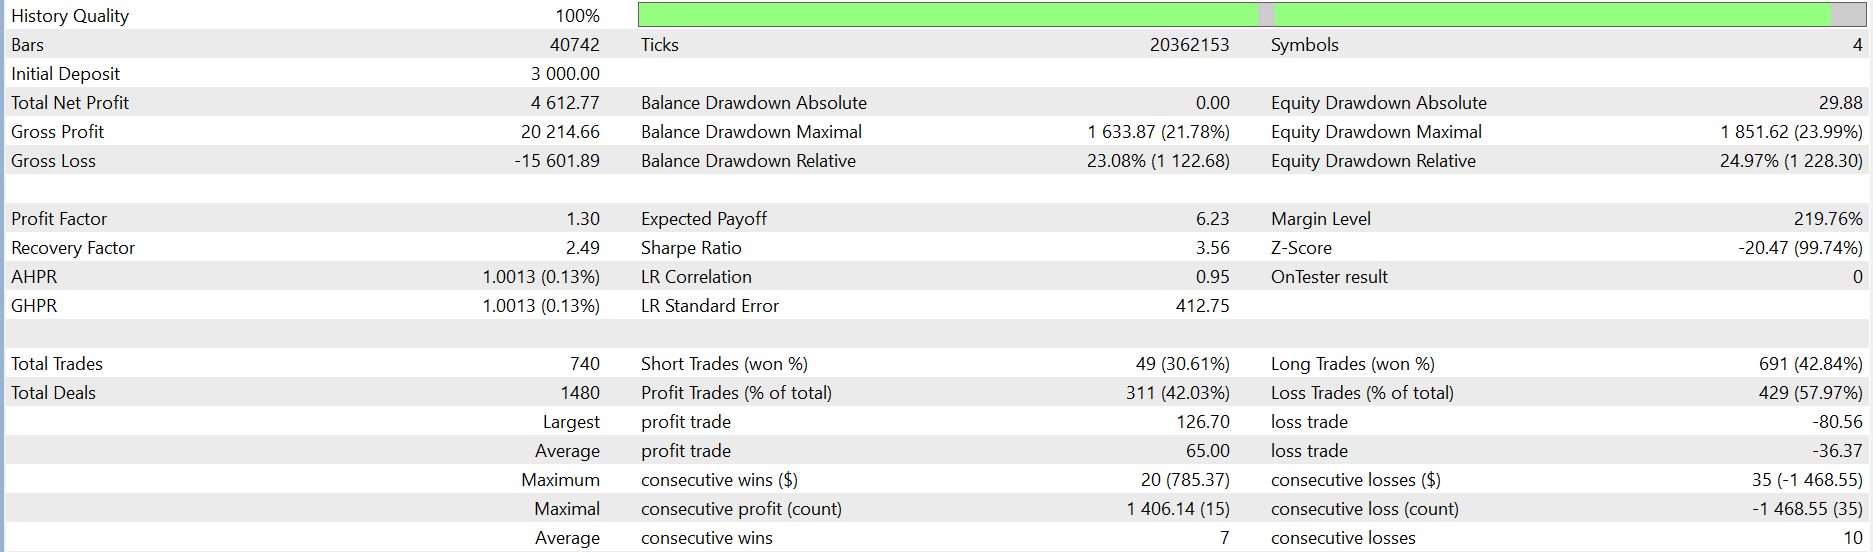 History Quality 100%
Bars 40742 Ticks 20362153 Symbols 4
Initial Deposit 3 000.00
Total Net Profit 4 612.77 Balance Drawdown Absolute 0.00 Equity Drawdown Absolute 29.88
Gross Profit 20 214.66 Balance Drawdown Maximal 1 633.87 (21.78%) Equity Drawdown Maximal 1 851.62 (23.99%)
Gross Loss -15 601.89 Balance Drawdown Relative 23.08% (1 122.68) Equity Drawdown Relative 24.97% (1 228.30)
Profit Factor 1.30 Expected Payoff 6.23 Margin Level 219.76%
Recovery Factor 2.49 Sharpe Ratio 3.56 Z-Score -20.47 (99.74%)
AHPR 1.0013 (0.13%) LR Correlation 0.95 OnTester result 0
GHPR 1.0013 (0.13%) LR Standard Error 412.75
Total Trades 740 Short Trades (won %) 49 (30.61%) Long Trades (won %) 691 (42.84%)
Total Deals 1480 Profit Trades (% of total) 311 (42.03%) Loss Trades (% of total) 429 (57.97%)
Largest profit trade 126.70 loss trade -80.56
Average profit trade 65.00 loss trade -36.37
Maximum consecutive wins ($) 20 (785.37) consecutive losses ($) 35 (-1 468.55)
Maximal consecutive profit (count) 1 406.14 (15) consecutive loss (count) -1 468.55 (35)
Average consecutive wins 7 consecutive losses 10